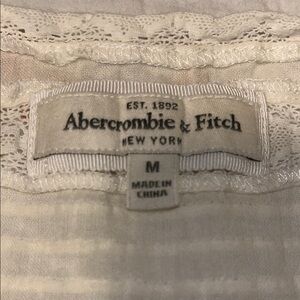 EST. 1892
Abercrombie & Fitch
NEW YORK
M
MADE IN
CHINA